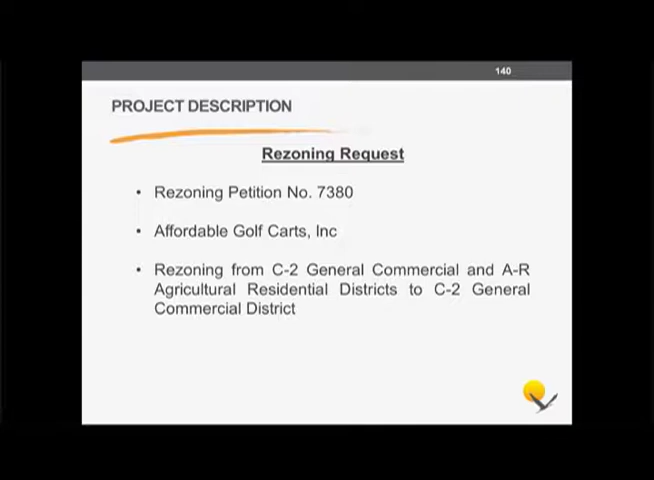 140
PROJECT DESCRIPTION
Rezoning Request
• Rezoning Petition No. 7380
• Affordable Golf Carts, Inc
• Rezoning from C-2 General Commercial and A-R
Agricultural Residential Districts to C-2 General
Commercial District